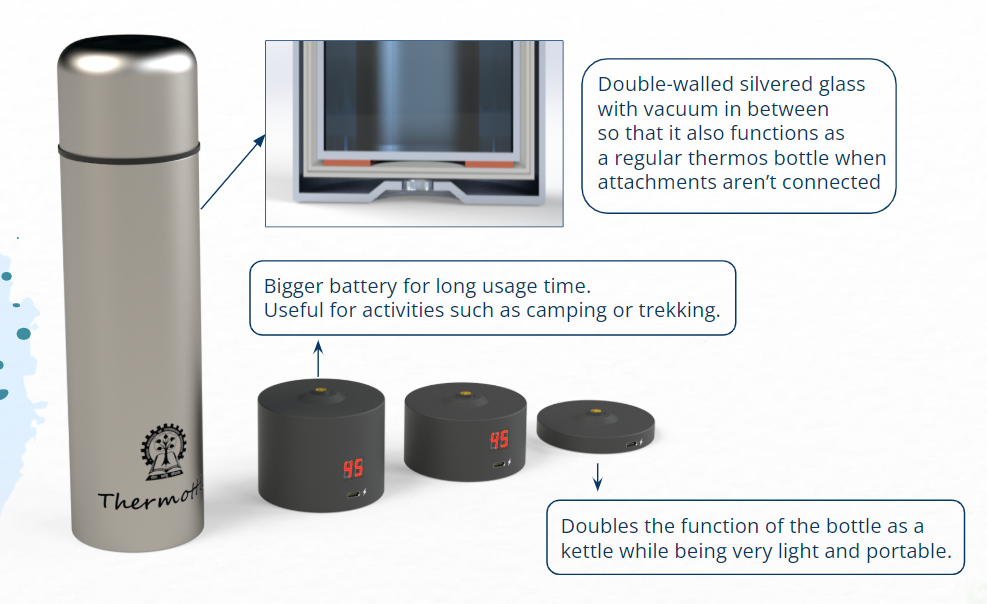 Double-walled silvered glass
with vacuum in between
so that it also functions as
a regular thermos bottle when
attachments aren't connected
Bigger battery for long usage time.
Useful for activities such as camping or trekking.
45
45
Doubles the function of the bottle as a
kettle while being very light and portable.